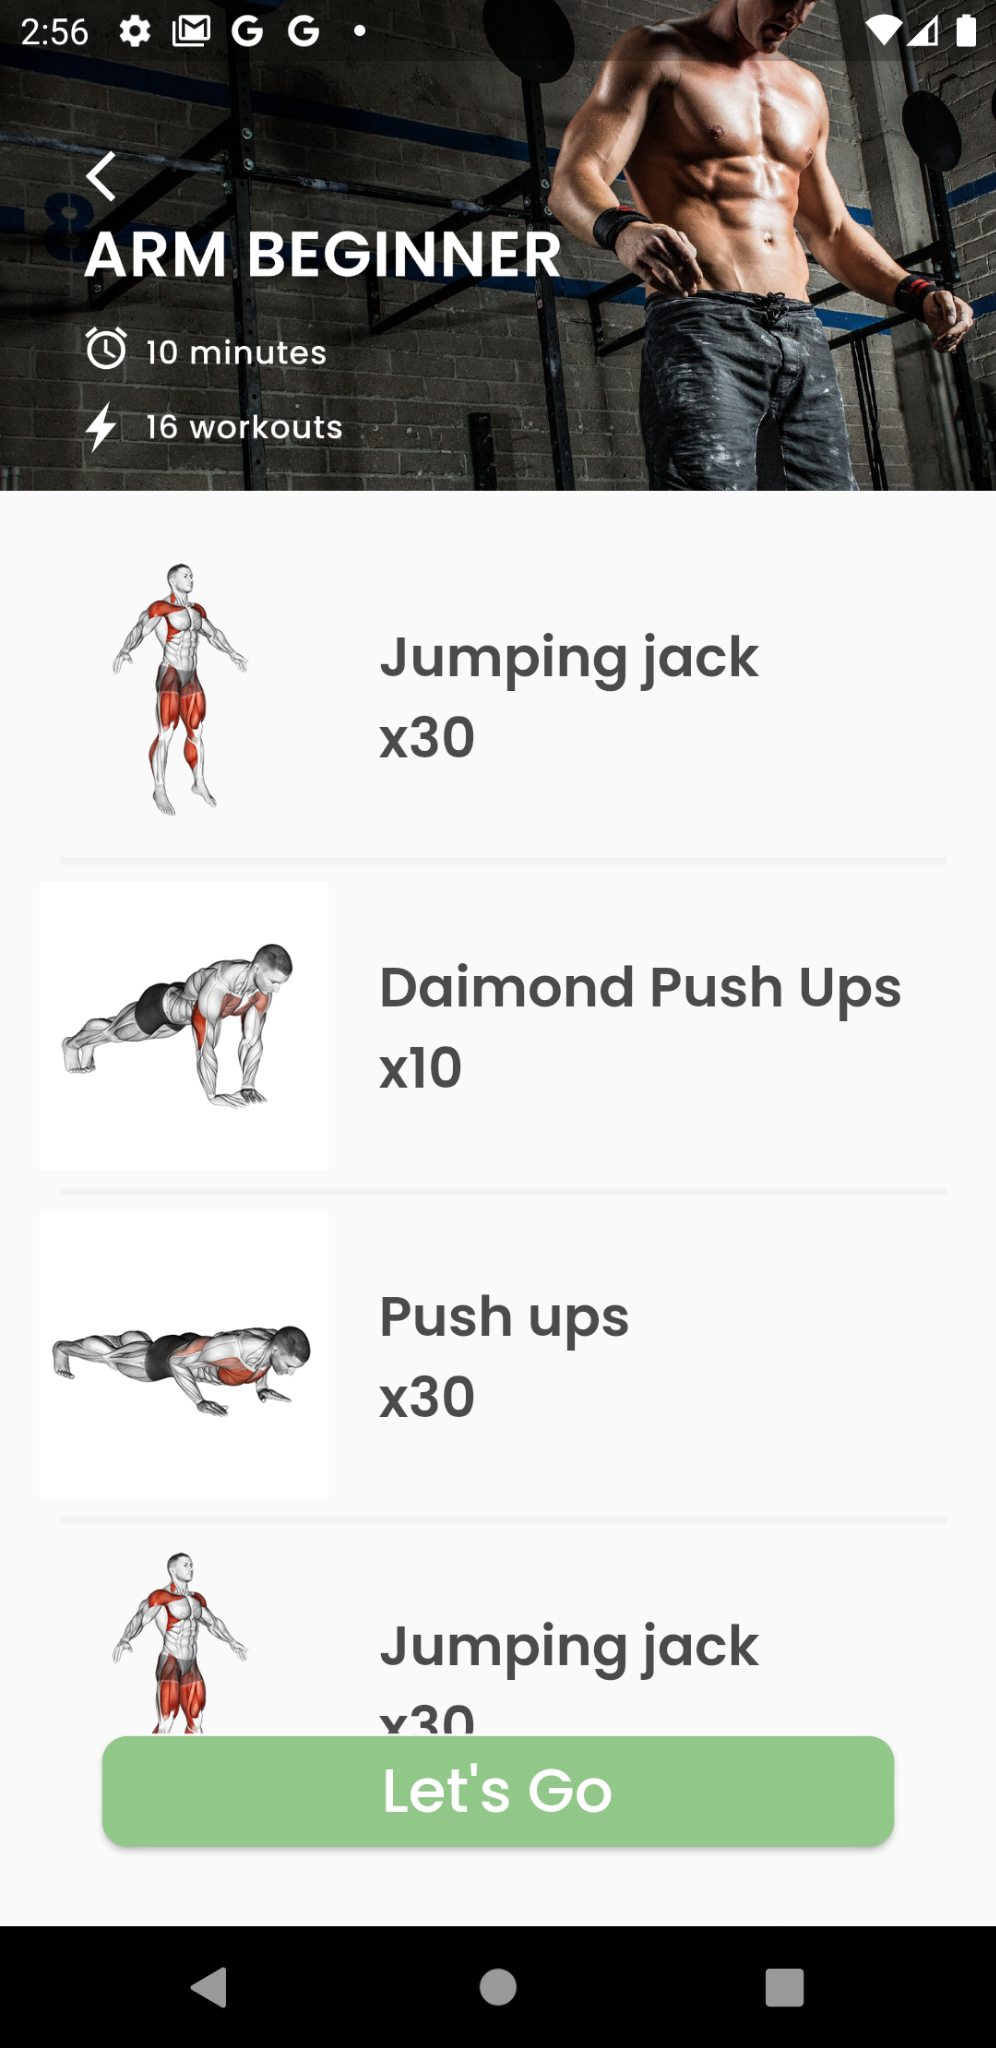 2:56
ARM BEGINNER
10 minutes
16 workouts
Jumping jack
x30
Daimond Push Ups
x10
Push ups
x30
Jumping jack
x30
Let's Go